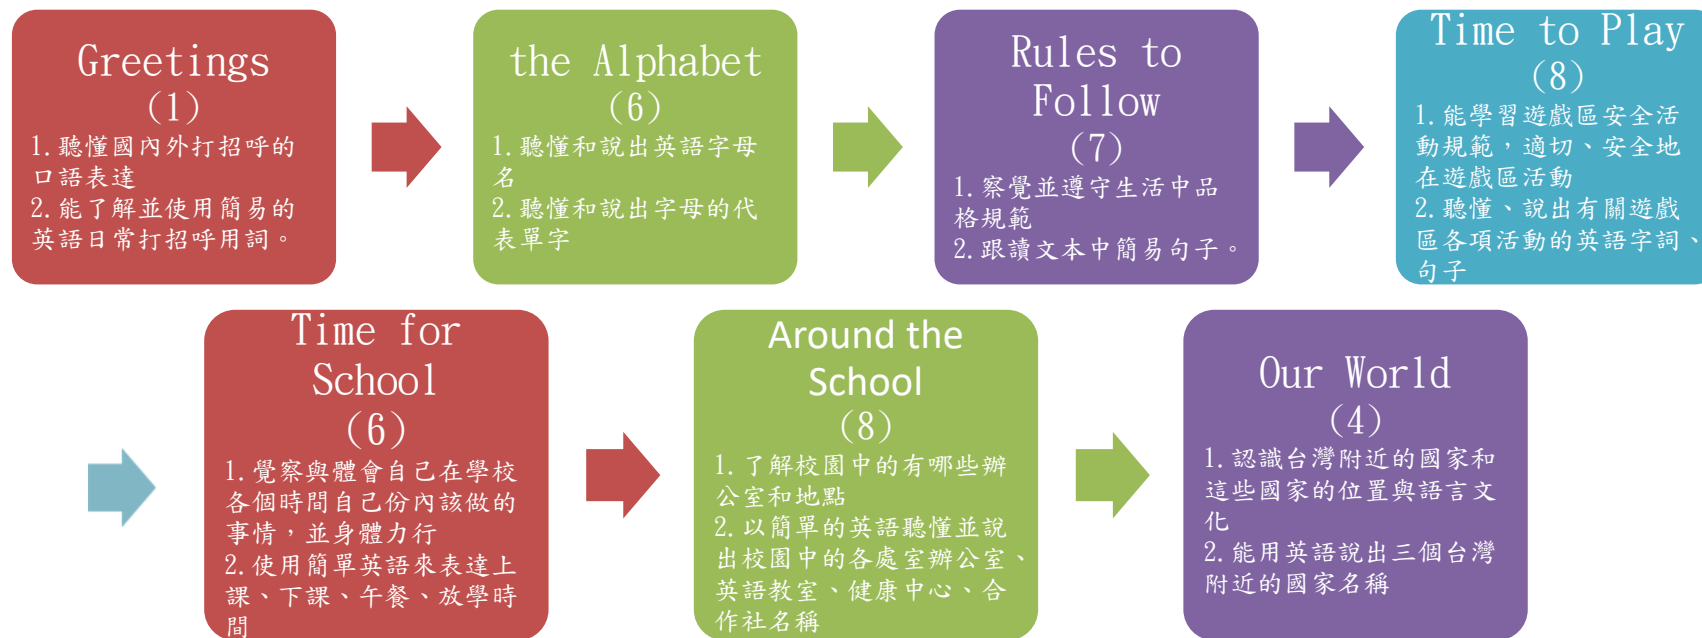 Greetings
(1)
1.聽懂國內外打招呼的
口語表達
2.能了解並使用簡易的
英語日常打招呼用詞。
the Alphabet
(6)
1.聽懂和說出英語字母
名
2.聽懂和說出字母的代
表單字
Rules to
Follow
(7)
1.察覺並遵守生活中品
格規範
2.跟讀文本中簡易句子。
Time to Play
(8)
1.能學習遊戲區安全活
動規範，適切、安全地
在遊戲區活動
2.聽懂、說出有關遊戲
區各項活動的英語字詞、
句子
Time for
School
(6)
1.覺察與體會自己在學校
各個時間自己份內該做的
事情，並身體力行
2.使用簡單英語來表達上
課、下課、午餐、放學時
間
Around the
School
(8)
1.了解校園中的有哪些辦
公室和地點
2.以簡單的英語聽懂並說
出校園中的各處室辦公室、
英語教室、健康中心、合
作社名稱
Our World
(4)
1.認識台灣附近的國家和
這些國家的位置與語言文
化
2.能用英語說出三個台灣
附近的國家名稱